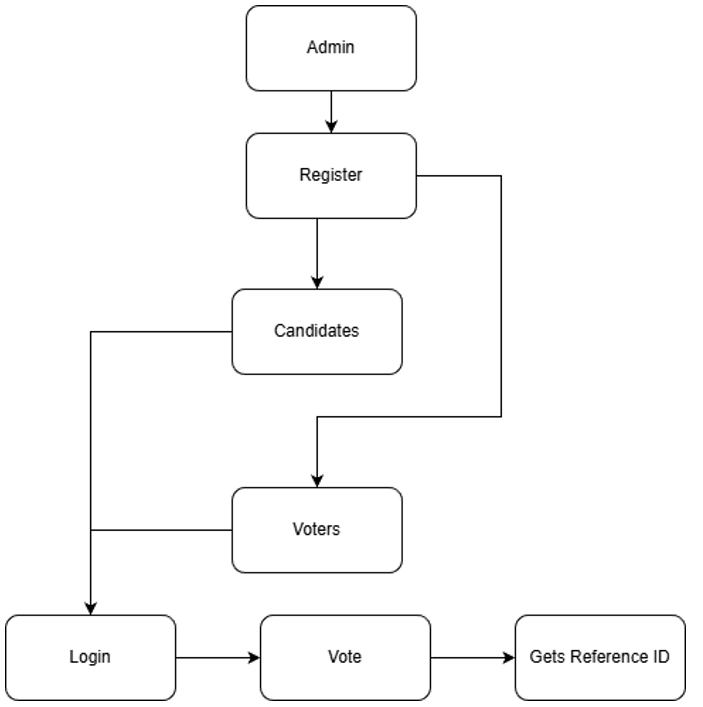 Admin
Register
Candidates
Voters
Login
Vote
Gets Reference ID